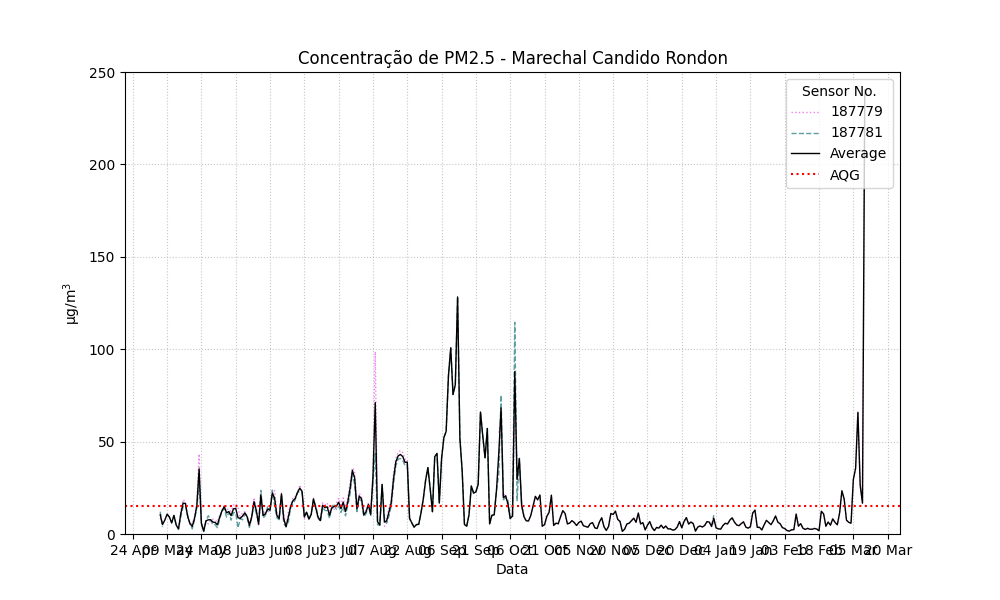 Concentração de PM2.5 - Marechal Candido Rondon
250
200
150
100
50
0
µg/m³
Sensor No.
187779
187781
Average
AQG
24 Apr 09 May 24 May 08 Jun 23 Jun 08 Jul 23 Jul 07 Aug 22 Aug 06 Sep 21 Sep 06 Oct 21 Oct 05 Nov 20 Nov 05 Dec 20 Dec 04 Jan 19 Jan 03 Feb 18 Feb 05 Mar 20 Mar
Data